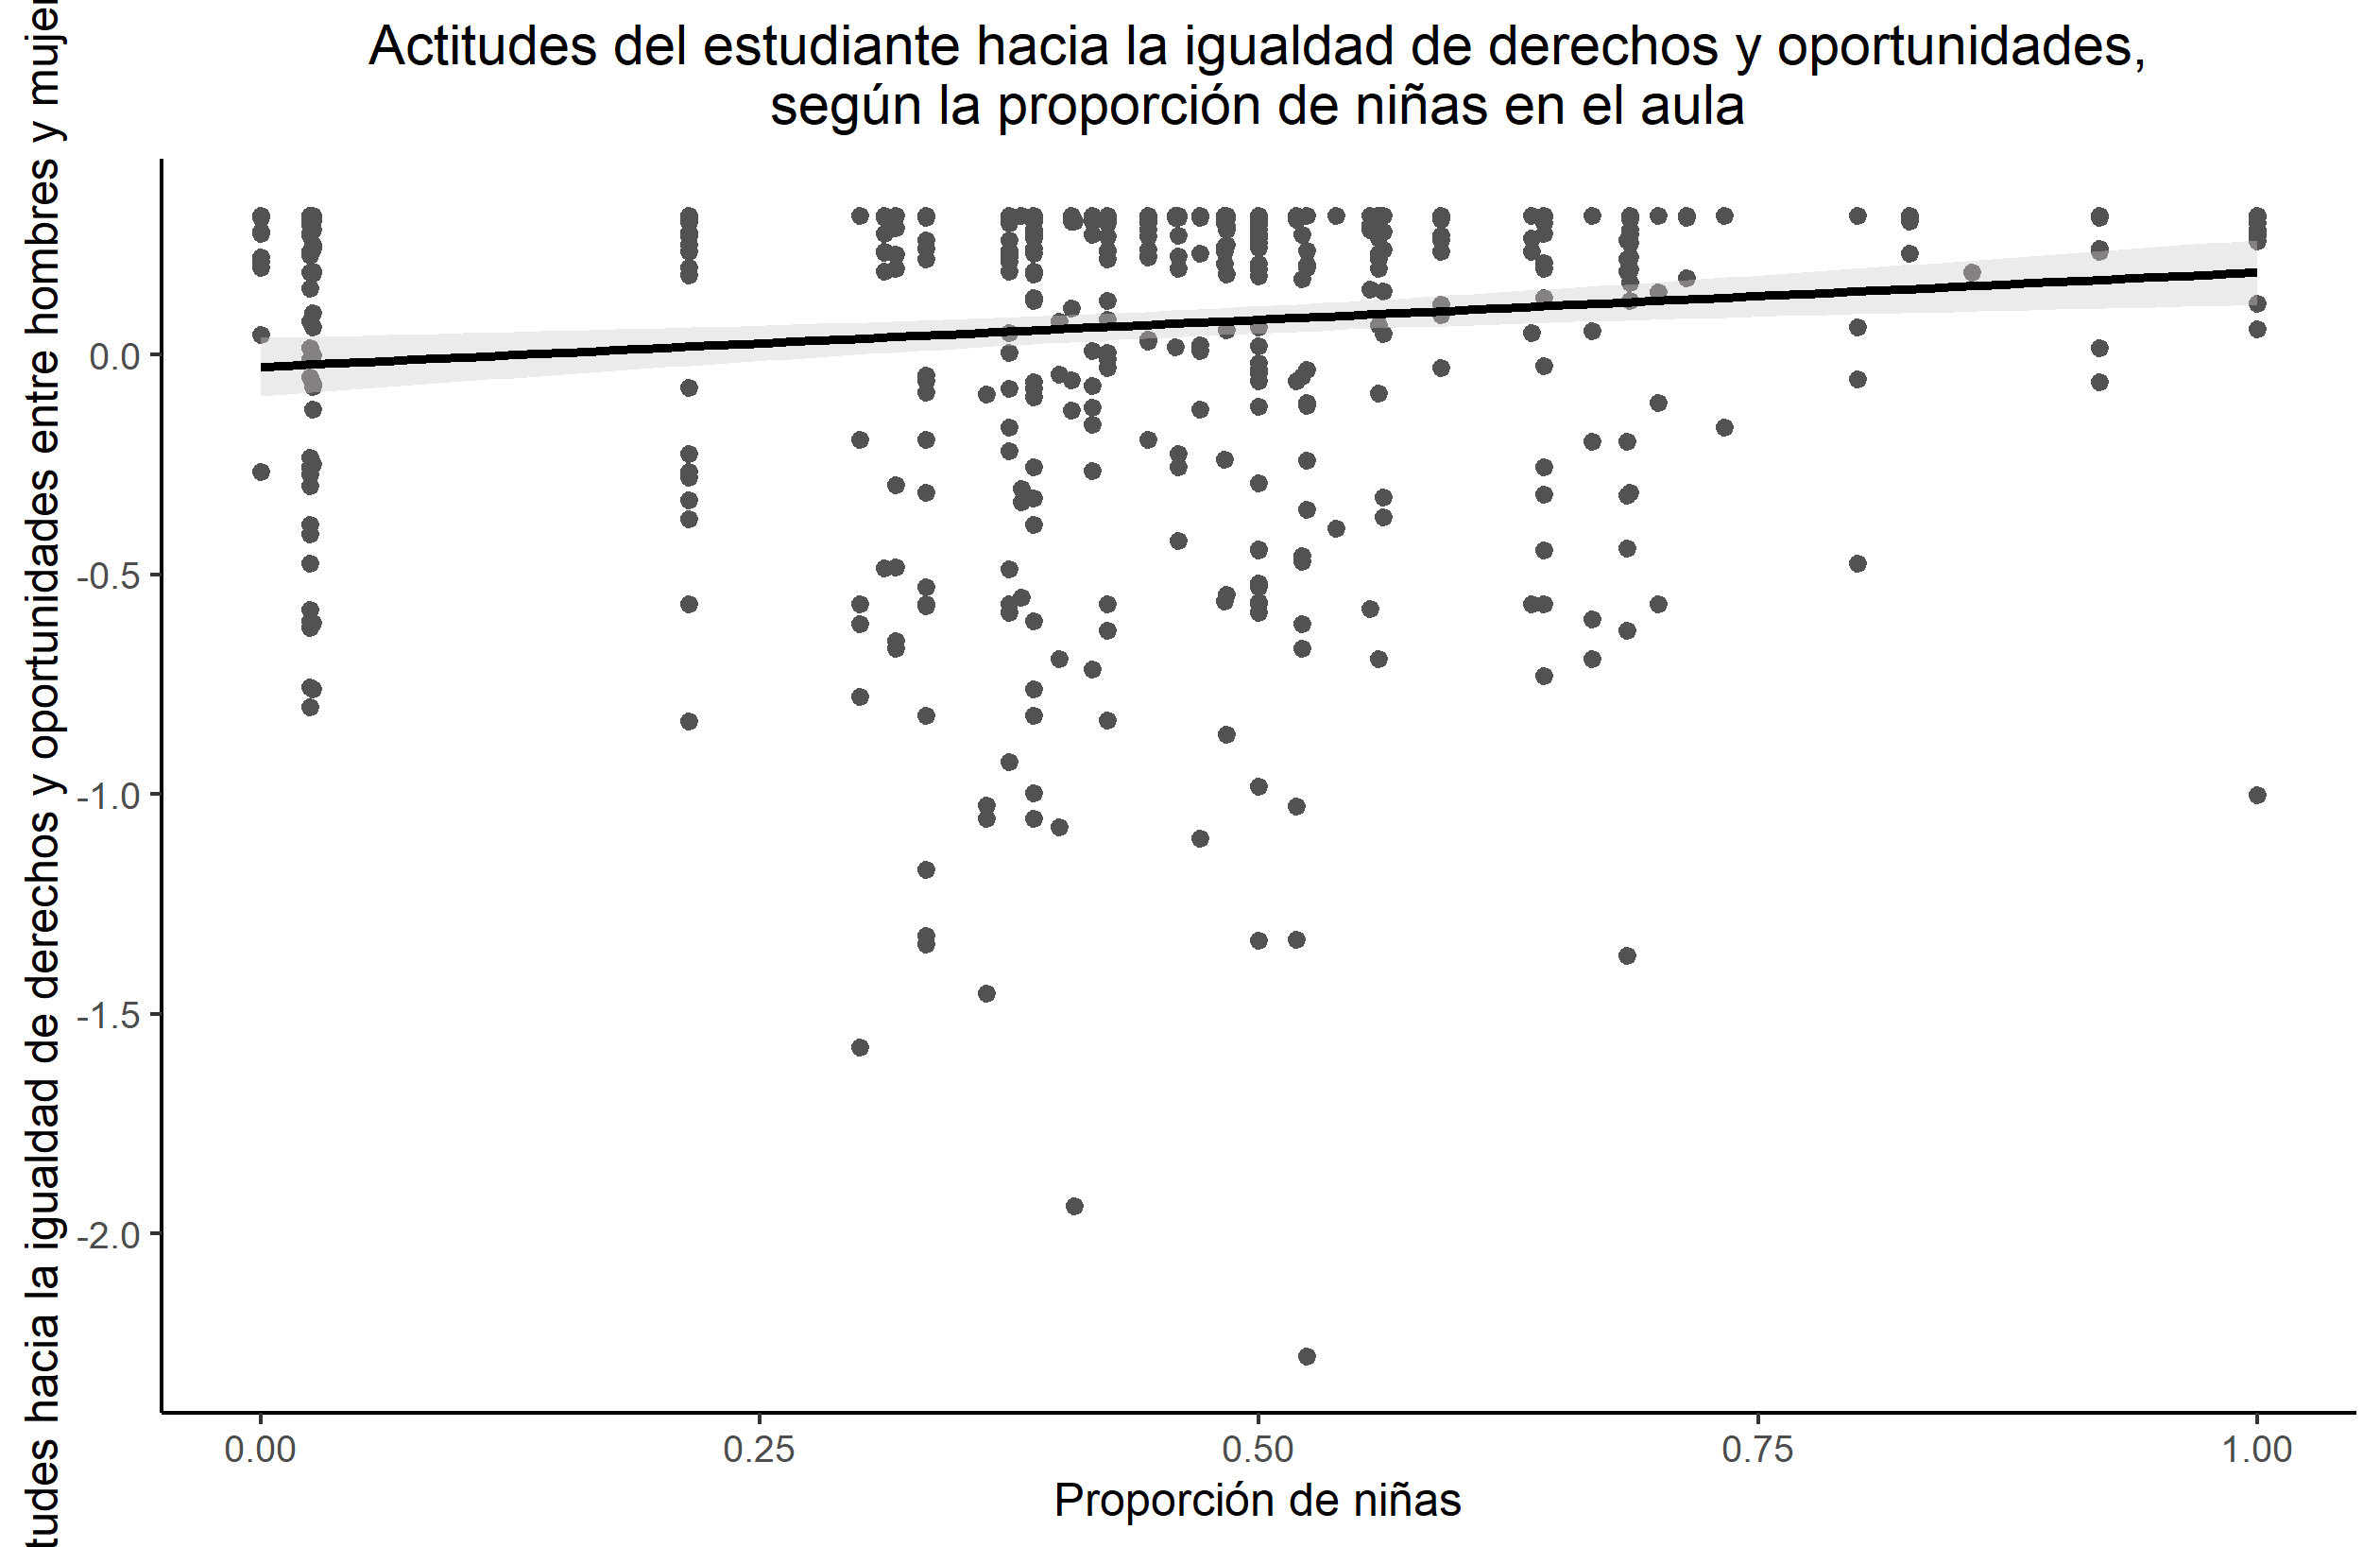 Actitudes del estudiante hacia la igualdad de derechos y oportunidades,
según la proporción de niñas en el aula
tudes hacia la igualdad de derechos y oportunidades entre hombres y mujer
0.0
-0.5
-1.0
-1.5
-2.0
0.00 0.25 0.50 0.75 1.00
Proporción de niñas